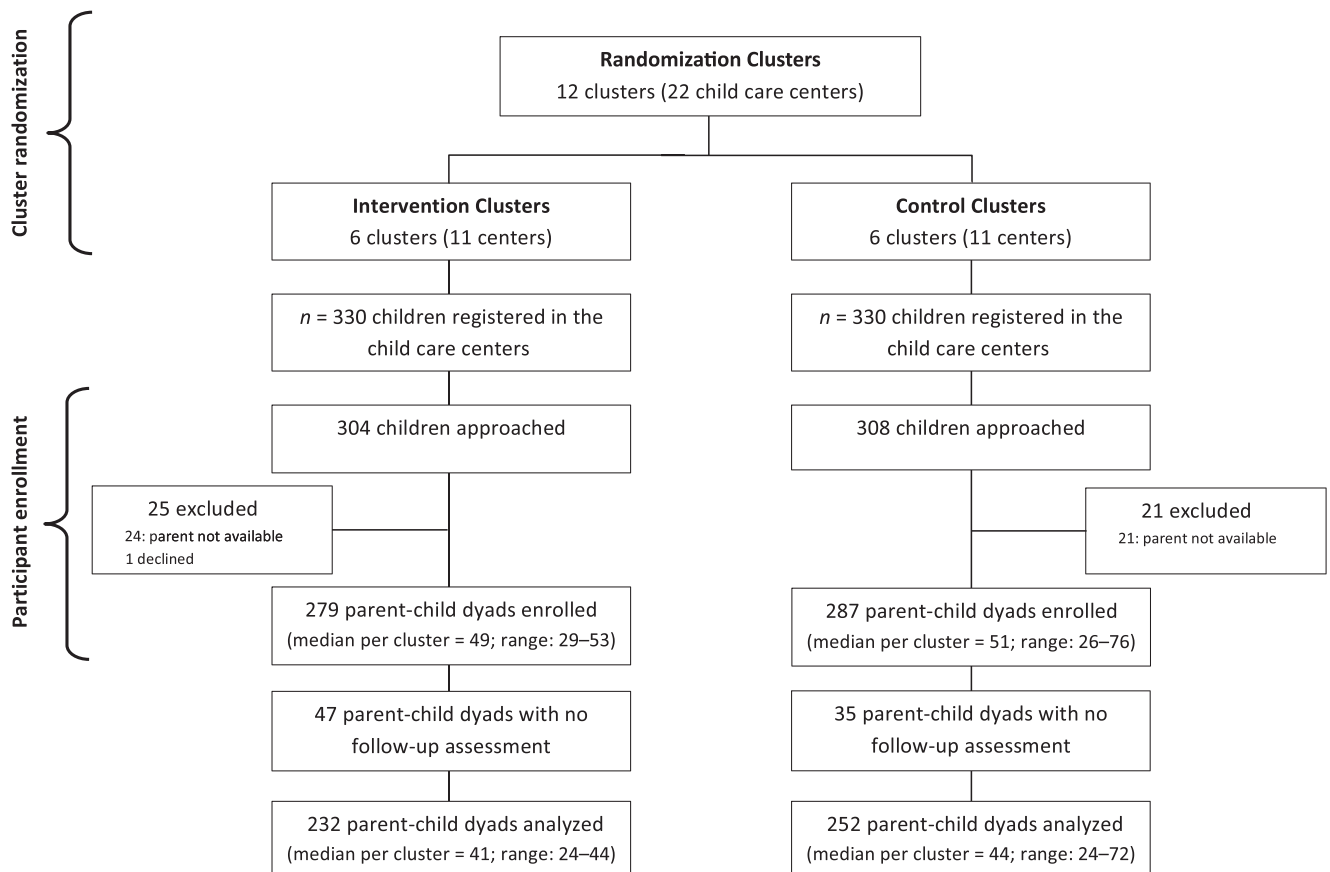 Cluster randomization
Randomization Clusters
12 clusters (22 child care centers)
Intervention Clusters
6 clusters (11 centers)
Control Clusters
6 clusters (11 centers)
n = 330 children registered in the
child care centers
n = 330 children registered in the
child care centers
Participant enrollment
304 children approached
308 children approached
25 excluded
24: parent not available
1 declined
21 excluded
21: parent not available
279 parent-child dyads enrolled
(median per cluster = 49; range: 29–53)
287 parent-child dyads enrolled
(median per cluster = 51; range: 26–76)
47 parent-child dyads with no
follow-up assessment
35 parent-child dyads with no
follow-up assessment
232 parent-child dyads analyzed
(median per cluster = 41; range: 24–44)
252 parent-child dyads analyzed
(median per cluster = 44; range: 24–72)